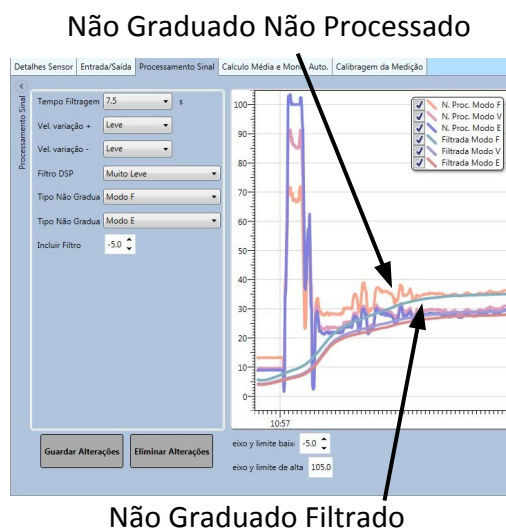 Não Graduado Não Processado
Detalhes Sensor Entrada/Saída Processamento Sinal Calculo Média e Mon. Auto. Calibragem da Medição
Processamento Sinal
Tempo Filtragem 7.5 s
Vel. variação + Leve
Vel. variação - Leve
Filtro DSP Muito Leve
Tipo Não Gradua Modo F
Tipo Não Gradua Modo E
Incluir Filtro -5.0
Guardar Alterações Eliminar Alterações
100
90
80
70
60
50
40
30
20
10
0
10:57
N. Proc. Modo F
N. Proc. Modo V
N. Proc. Modo E
Filtrada Modo F
Filtrada Modo V
Filtrada Modo E
eixo y limite baix -5.0
eixo y limite de alta 105.0
Não Graduado Filtrado